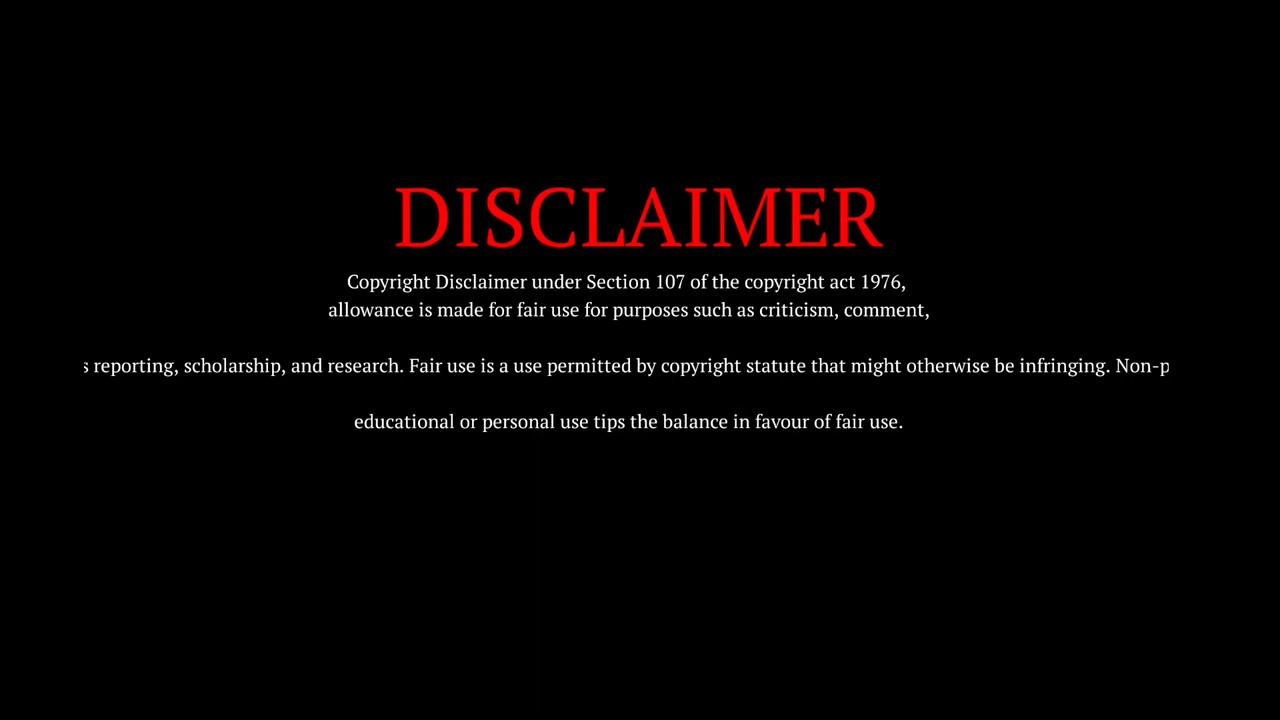 DISCLAIMER
Copyright Disclaimer under Section 107 of the copyright act 1976,
allowance is made for fair use for purposes such as criticism, comment,
reporting, scholarship, and research. Fair use is a use permitted by copyright statute that might otherwise be infringing.
educational or personal use tips the balance in favour of fair use.